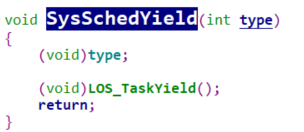 void SysSchedYield(int type)
{
    (void)type;

    (void)LOS_TaskYield();
    return;
}